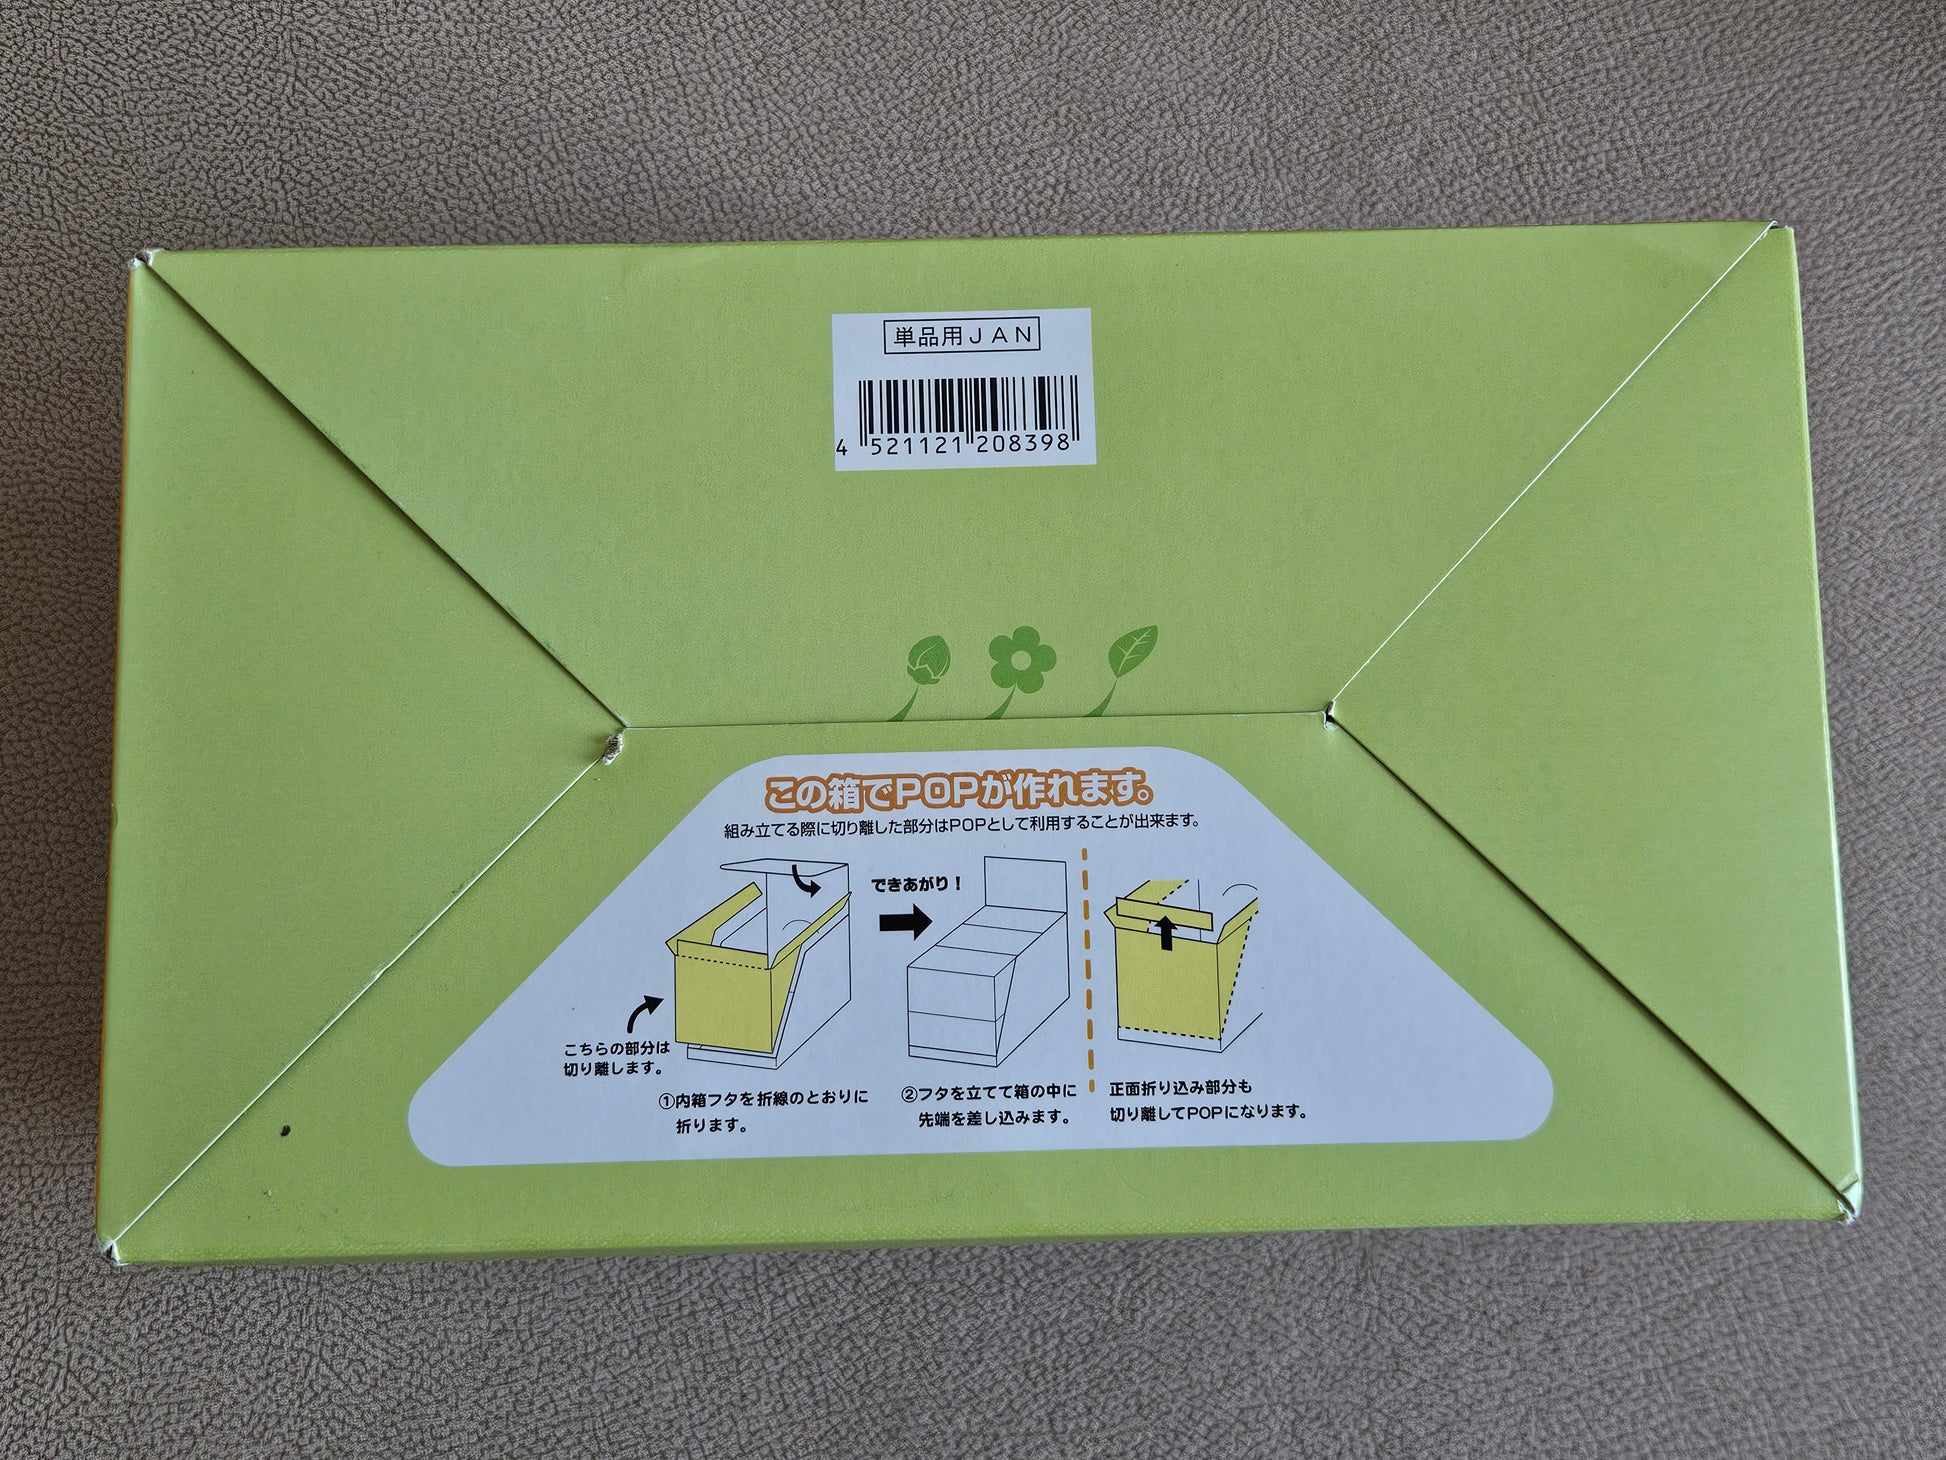 単品用JAN
4 521121 208398
この箱でPOPが作れます。
組み立てる際に切り離した部分はPOPとして利用することが出来ます。
できあがり！
こちらの部分は
切り離します。
①内箱フタを折線のとおりに
折ります。
②フタを立てて箱の中に
先端を差し込みます。
正面折り込み部分も
切り離してPOPになります。